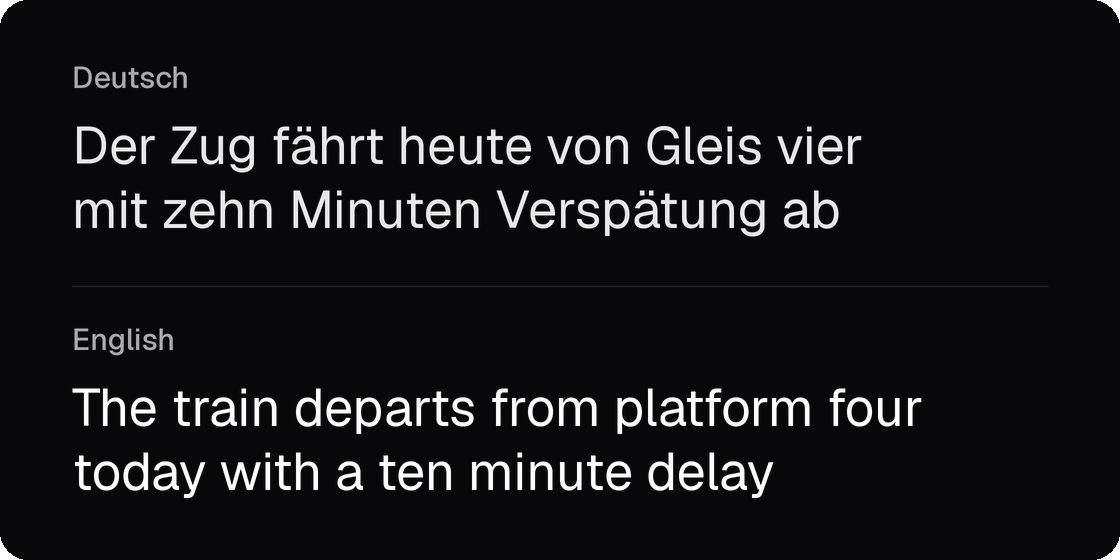 Deutsch
Der Zug fährt heute von Gleis vier
mit zehn Minuten Verspätung ab
English
The train departs from platform four
today with a ten minute delay